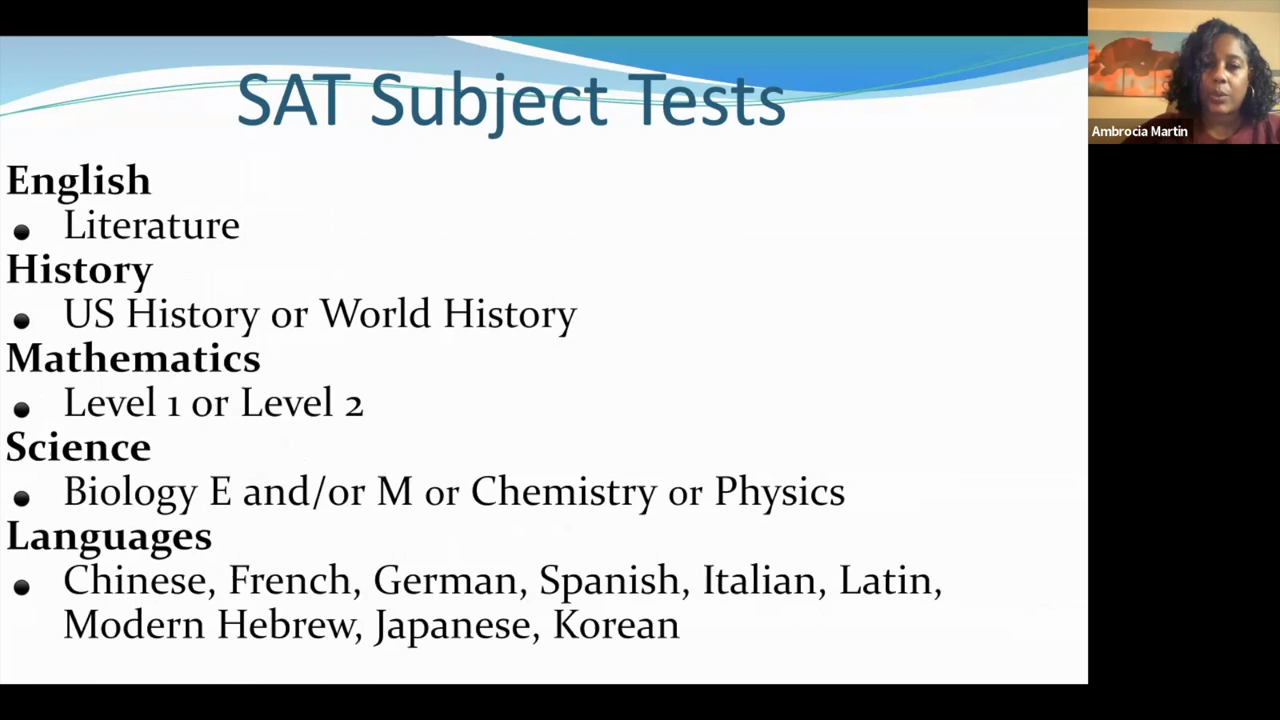 SAT Subject Tests
Ambrocia Martin
English
• Literature
History
• US History or World History
Mathematics
• Level 1 or Level 2
Science
• Biology E and/or M or Chemistry or Physics
Languages
• Chinese, French, German, Spanish, Italian, Latin,
Modern Hebrew, Japanese, Korean